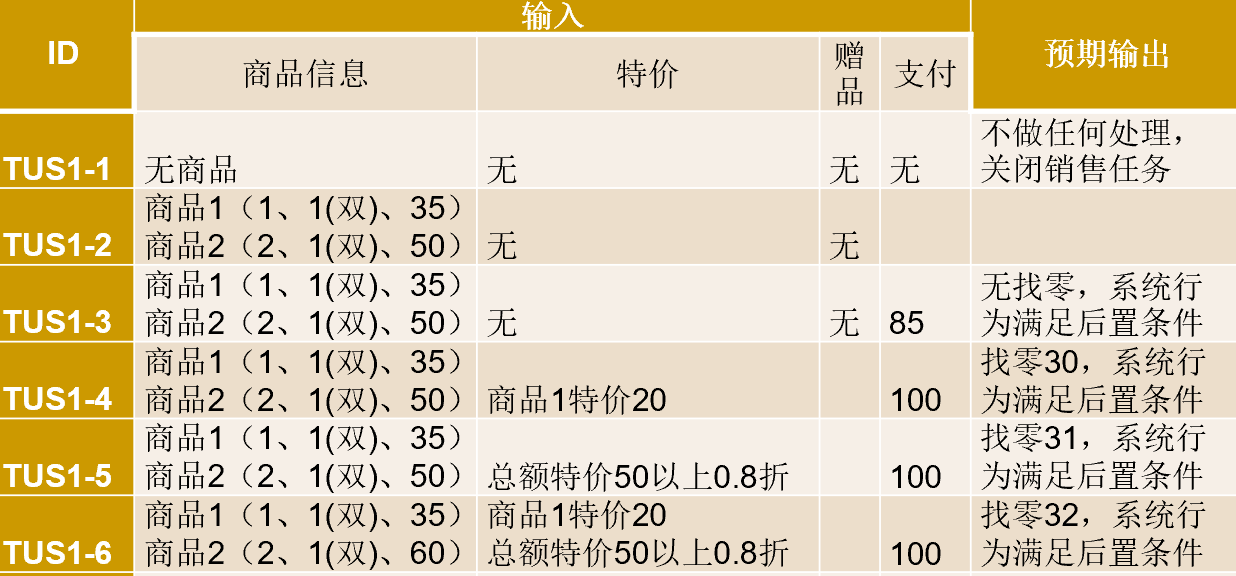 ID
输入
预期输出
商品信息
特价
赠
品
支付
TUS1-1
无商品
无
无
无
不做任何处理，
关闭销售任务
TUS1-2
商品1（1、1(双)、35）
商品2（2、1(双)、50）
无
无
TUS1-3
商品1（1、1(双)、35）
商品2（2、1(双)、50）
无
无
85
无找零，系统行
为满足后置条件
TUS1-4
商品1（1、1(双)、35）
商品2（2、1(双)、50）
商品1特价20
100
找零30，系统行
为满足后置条件
TUS1-5
商品1（1、1(双)、35）
商品2（2、1(双)、50）
总额特价50以上0.8折
100
找零31，系统行
为满足后置条件
TUS1-6
商品1（1、1(双)、35）
商品2（2、1(双)、60）
商品1特价20
总额特价50以上0.8折
100
找零32，系统行
为满足后置条件